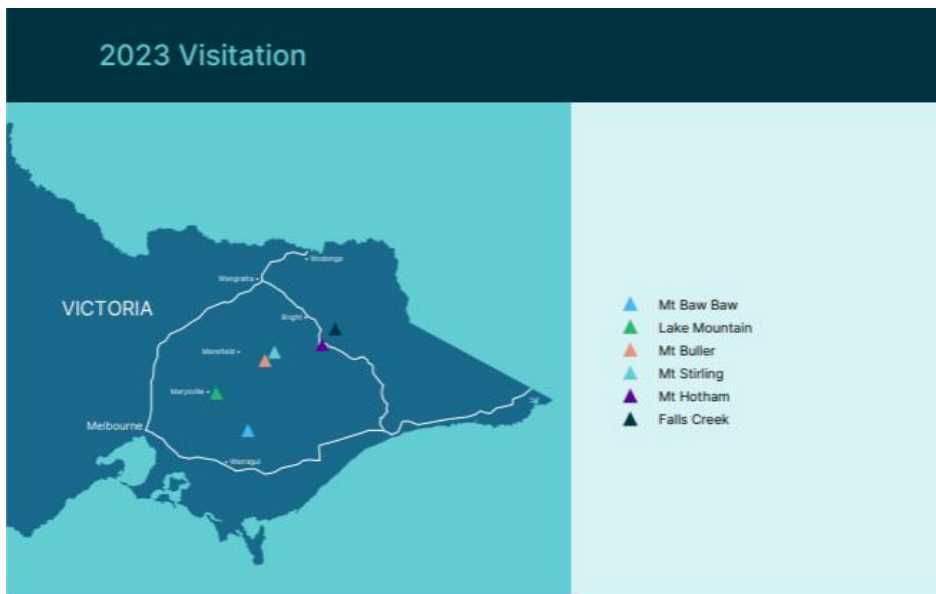 2023 Visitation
Wodonga
Wangratta
VICTORIA
Bright
Mansfield
Marysville
Melbourne
Warragul
Mt Baw Baw
Lake Mountain
Mt Buller
Mt Stirling
Mt Hotham
Falls Creek